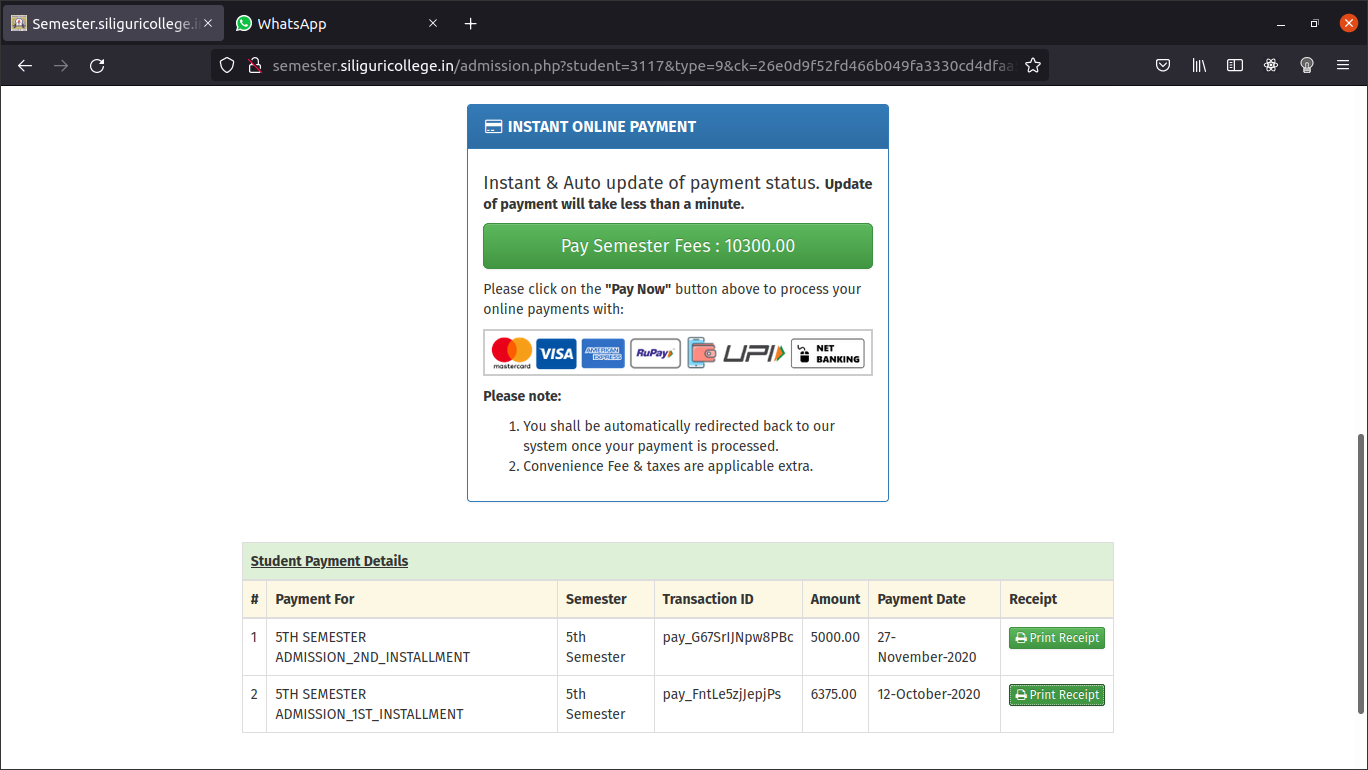 Semester.siliguricollege.i
WhatsApp
semester.siliguricollege.in/admission.php?student=3117&type=9&ck=26e0d9f52fd466b049fa3330cd4dfaa
INSTANT ONLINE PAYMENT
Instant & Auto update of payment status. Update
of payment will take less than a minute.
Pay Semester Fees : 10300.00
Please click on the "Pay Now" button above to process your
online payments with:
mastercard VISA AMERICAN EXPRESS RuPay UPI NET BANKING
Please note:
1. You shall be automatically redirected back to our
system once your payment is processed.
2. Convenience Fee & taxes are applicable extra.
Student Payment Details
# Payment For Semester Transaction ID Amount Payment Date Receipt
1 5TH SEMESTER 5th pay_G67SrIJNpw8PBc 5000.00 27- Print Receipt
ADMISSION_2ND_INSTALLMENT Semester November-2020
2 5TH SEMESTER 5th pay_FntLe5zjJepjPs 6375.00 12-October-2020 Print Receipt
ADMISSION_1ST_INSTALLMENT Semester